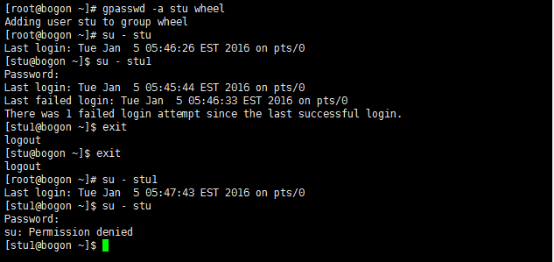 [root@bogon ~]# gpasswd -a stu wheel
Adding user stu to group wheel
[root@bogon ~]# su - stu
Last login: Tue Jan  5 05:46:26 EST 2016 on pts/0
[stu@bogon ~]$ su - stu1
Password:
Last login: Tue Jan  5 05:45:44 EST 2016 on pts/0
Last failed login: Tue Jan  5 05:46:33 EST 2016 on pts/0
There was 1 failed login attempt since the last successful login.
[stu1@bogon ~]$ exit
logout
[stu@bogon ~]$ exit
logout
[root@bogon ~]# su - stu1
Last login: Tue Jan  5 05:47:43 EST 2016 on pts/0
[stu1@bogon ~]$ su - stu
Password:
su: Permission denied
[stu1@bogon ~]$